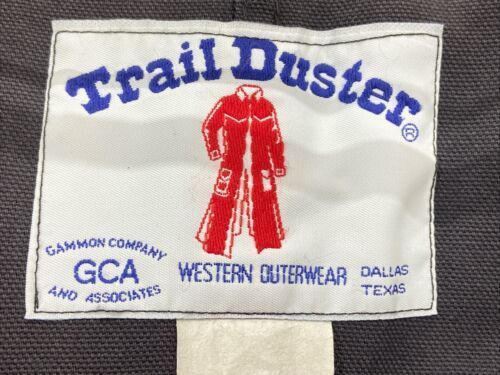 Trail Duster
®
GAMMON COMPANY
GCA
AND ASSOCIATES
WESTERN OUTERWEAR
DALLAS
TEXAS